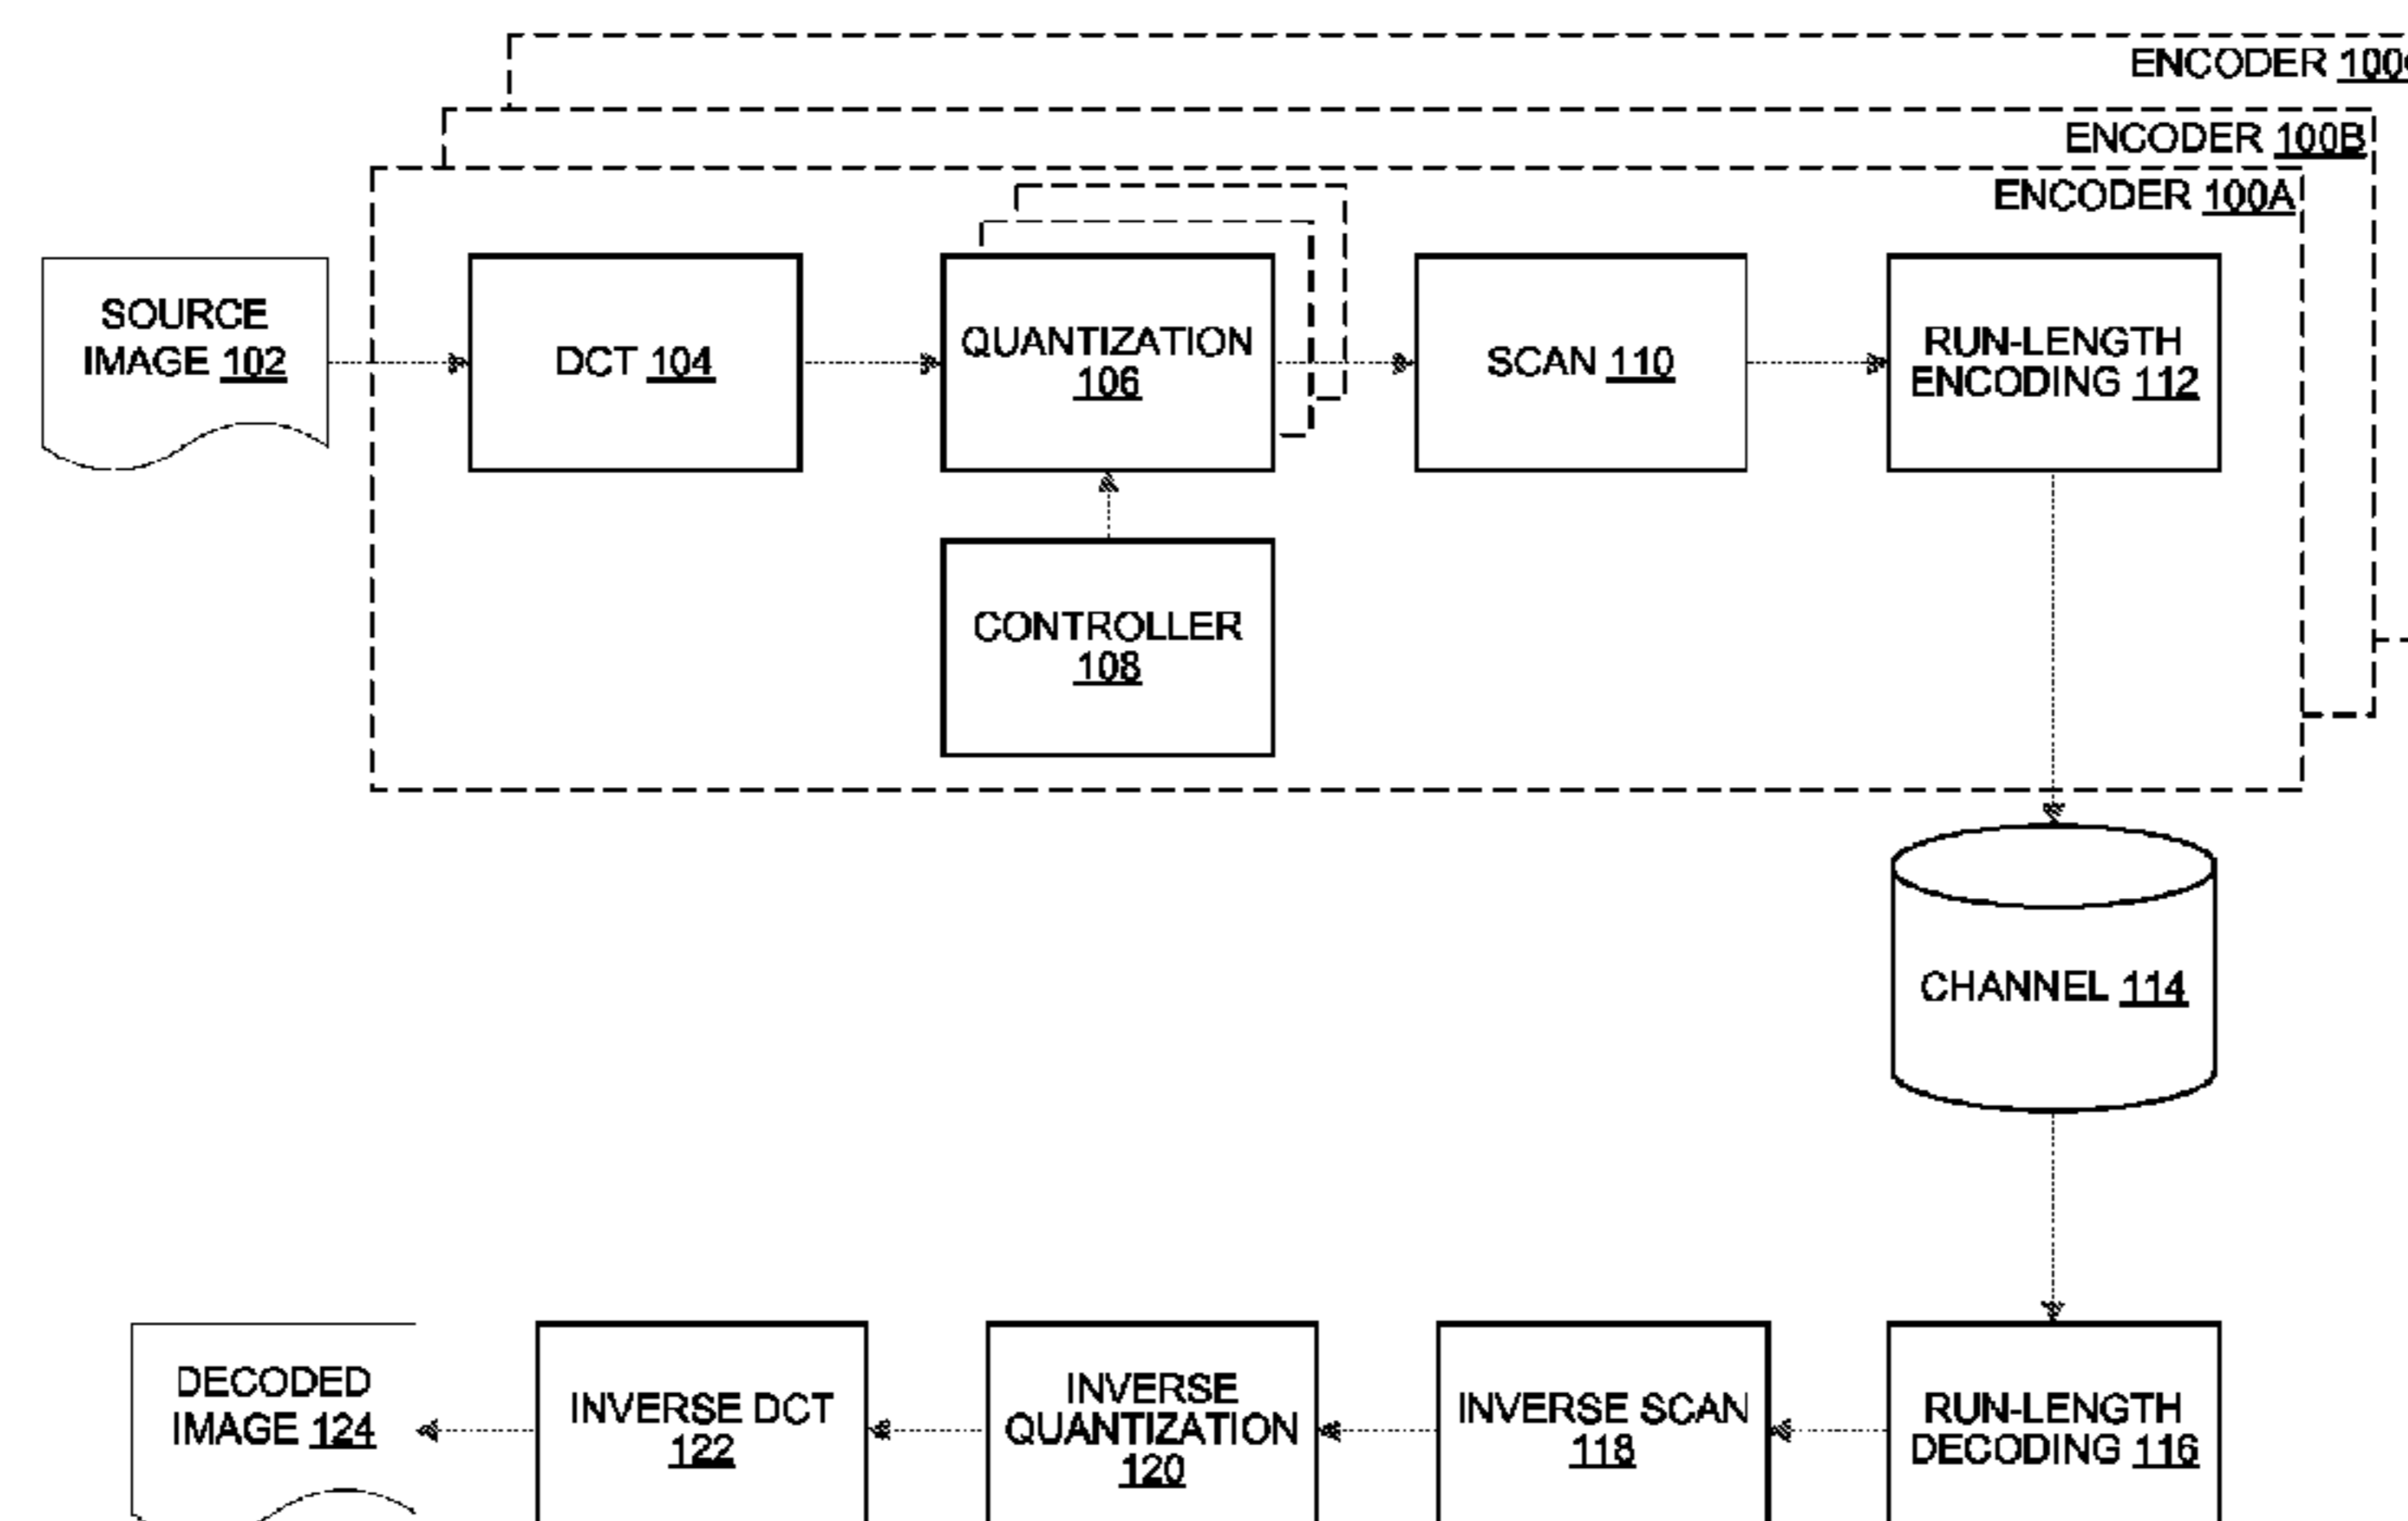 ENCODER 100
ENCODER 100B
ENCODER 100A
SOURCE
IMAGE 102
DCT 104
QUANTIZATION
106
SCAN 110
RUN-LENGTH
ENCODING 112
CONTROLLER
108
CHANNEL 114
DECODED
IMAGE 124
INVERSE DCT
122
INVERSE
QUANTIZATION
120
INVERSE SCAN
118
RUN-LENGTH
DECODING 116